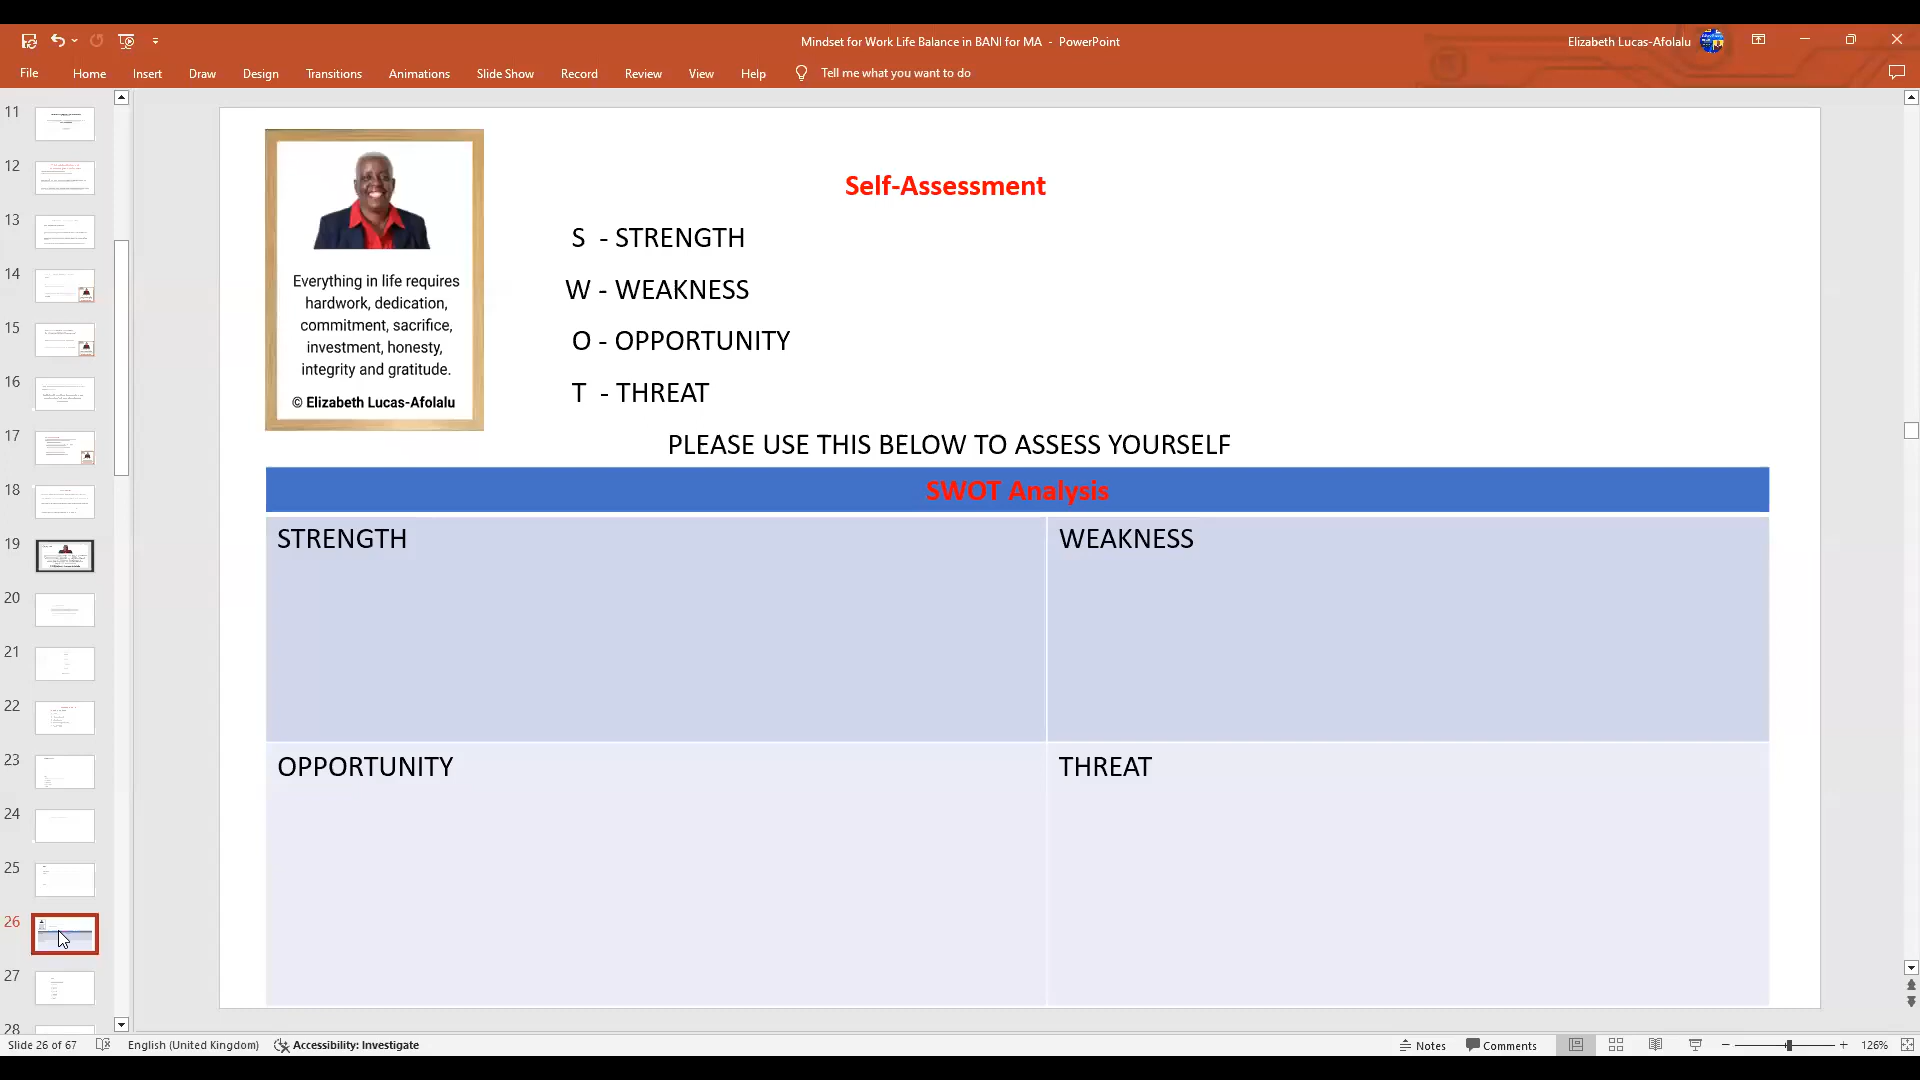 Mindset for Work Life Balance in BANI for MA - PowerPoint
Elizabeth Lucas-Afolalu
File Home Insert Draw Design Transitions Animations Slide Show Record Review View Help Tell me what you want to do
11
12
13
14
15
16
17
18
19
20
21
22
23
24
25
26
27
28
Everything in life requires
hardwork, dedication,
commitment, sacrifice,
investment, honesty,
integrity and gratitude.
© Elizabeth Lucas-Afolalu
Self-Assessment
S - STRENGTH
W - WEAKNESS
O - OPPORTUNITY
T - THREAT
PLEASE USE THIS BELOW TO ASSESS YOURSELF
SWOT Analysis
STRENGTH WEAKNESS
OPPORTUNITY THREAT
Slide 26 of 67 English (United Kingdom) Accessibility: Investigate Notes Comments 126%